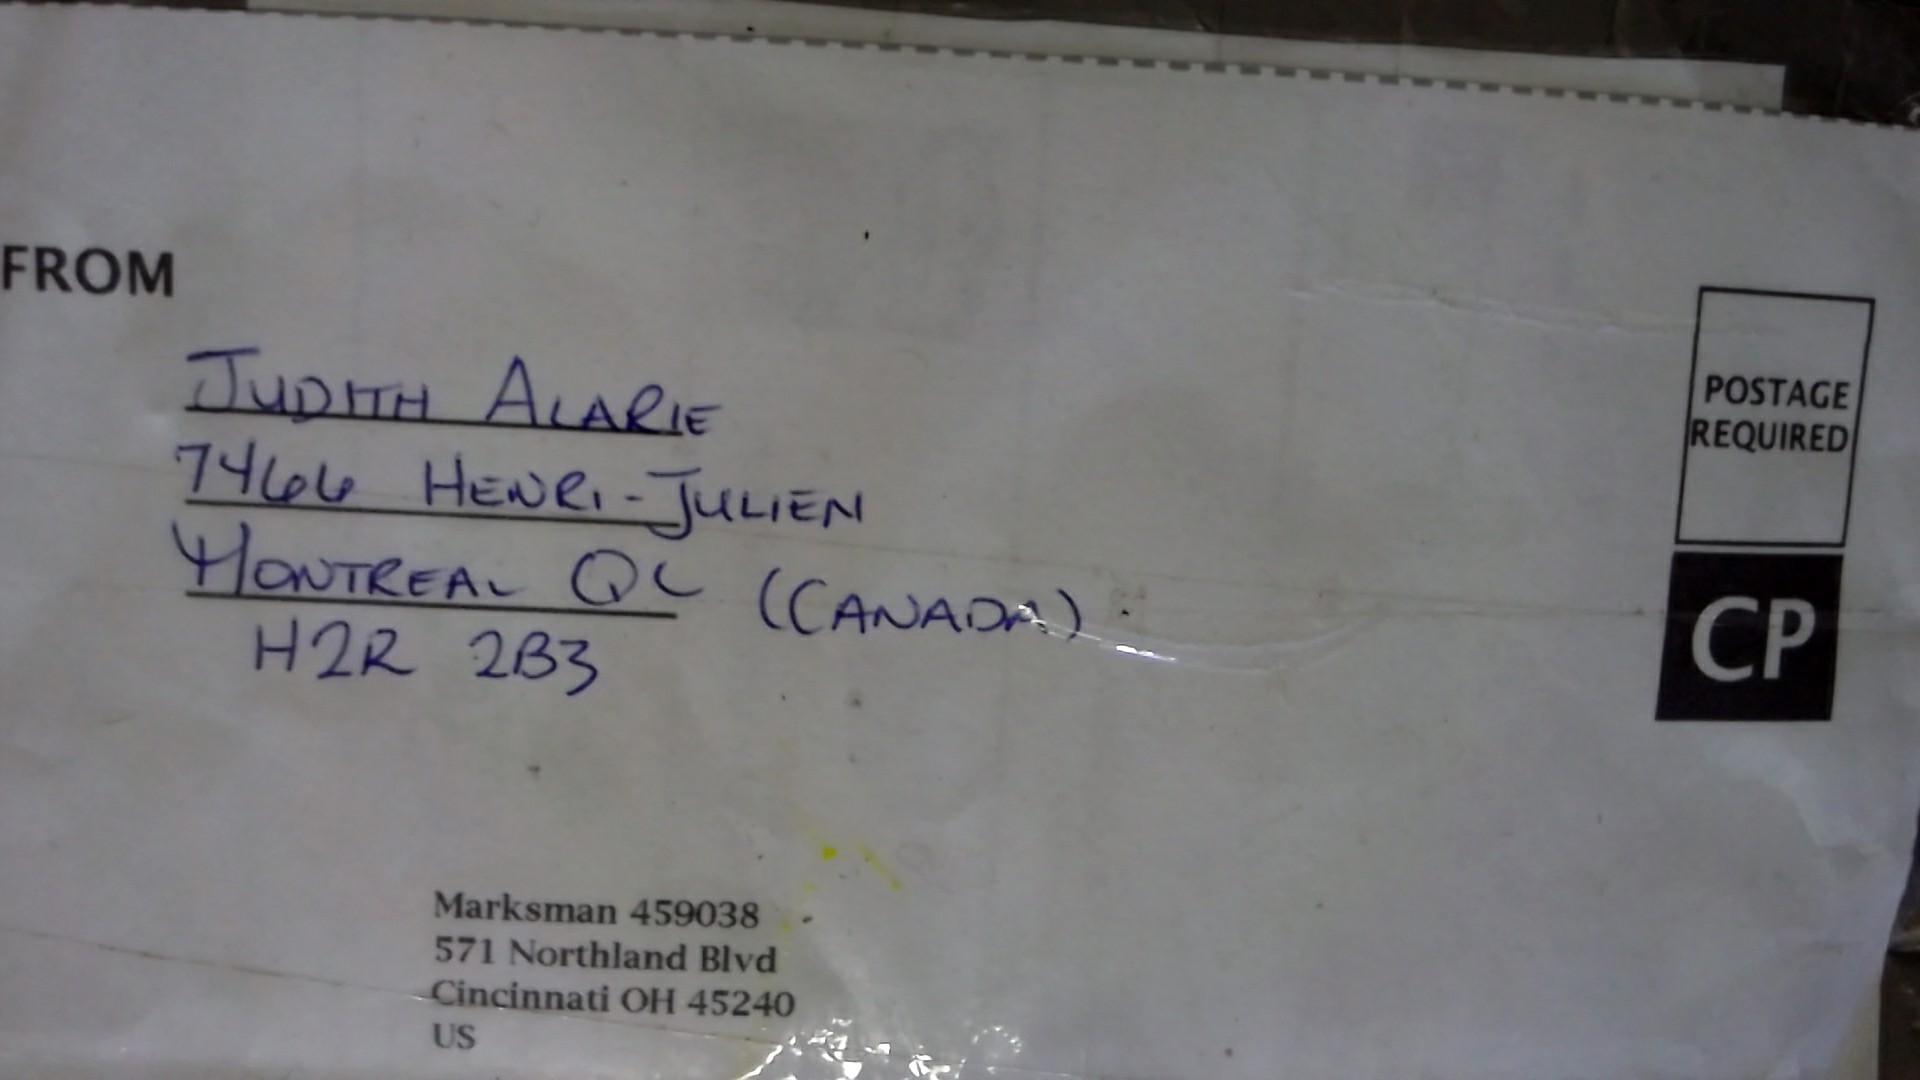 FROM
JUDITH ALARIE
7466 HENRI-JULIEN
MONTREAL QC (CANADA)
H2R 2B3
POSTAGE
REQUIRED
CP
Marksman 459038
571 Northland Blvd
Cincinnati OH 45240
US